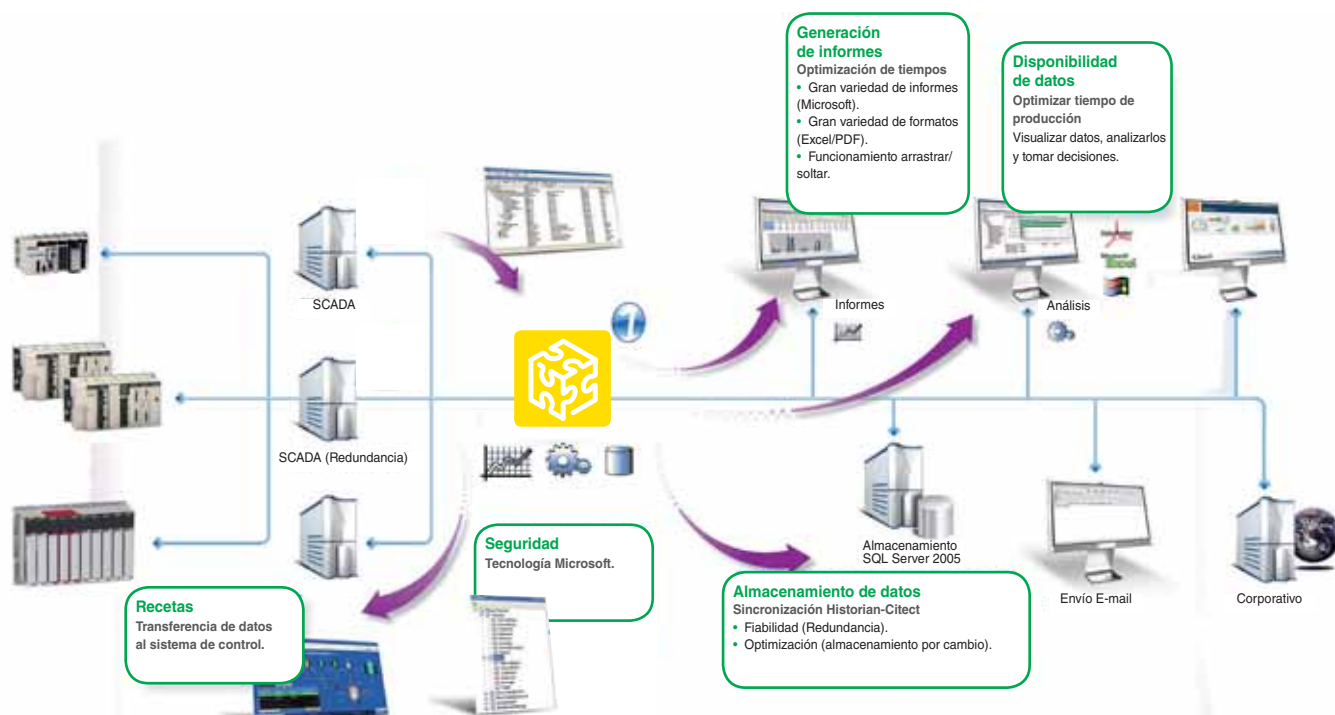 Generación
de informes
Optimización de tiempos
• Gran variedad de informes
(Microsoft).
• Gran variedad de formatos
(Excel/PDF).
• Funcionamiento arrastrar/
soltar.
Disponibilidad
de datos
Optimizar tiempo de
producción
Visualizar datos, analizarlos
y tomar decisiones.
SCADA
Informes
Análisis
1
SCADA (Redundancia)
Almacenamiento
SQL Server 2005
Envío E-mail
Corporativo
Seguridad
Tecnología Microsoft.
Recetas
Transferencia de datos
al sistema de control.
Almacenamiento de datos
Sincronización Historian-Citect
• Fiabilidad (Redundancia).
• Optimización (almacenamiento por cambio).